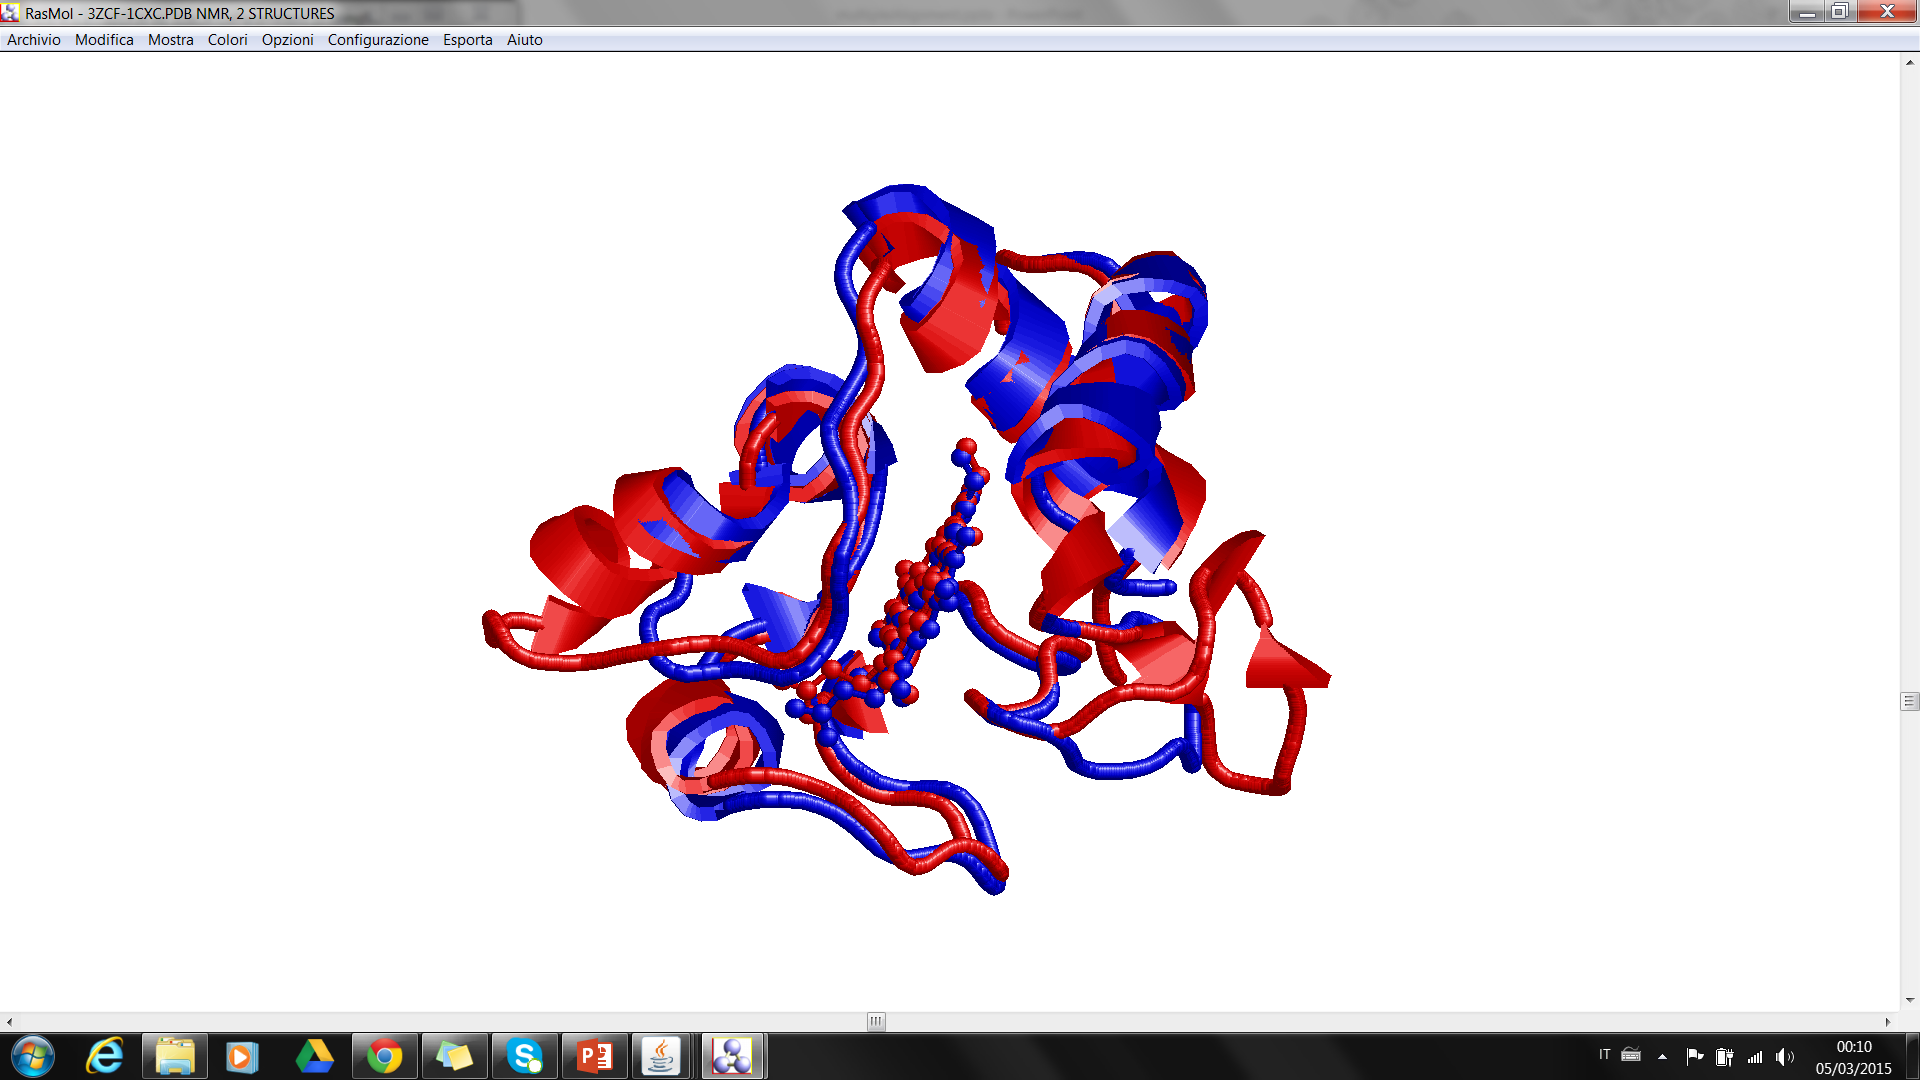 RasMol - 3ZCF-1CXC.PDB NMR, 2 STRUCTURES
Archivio Modifica Mostra Colori Opzioni Configurazione Esporta Aiuto
IT
00:10
05/03/2015